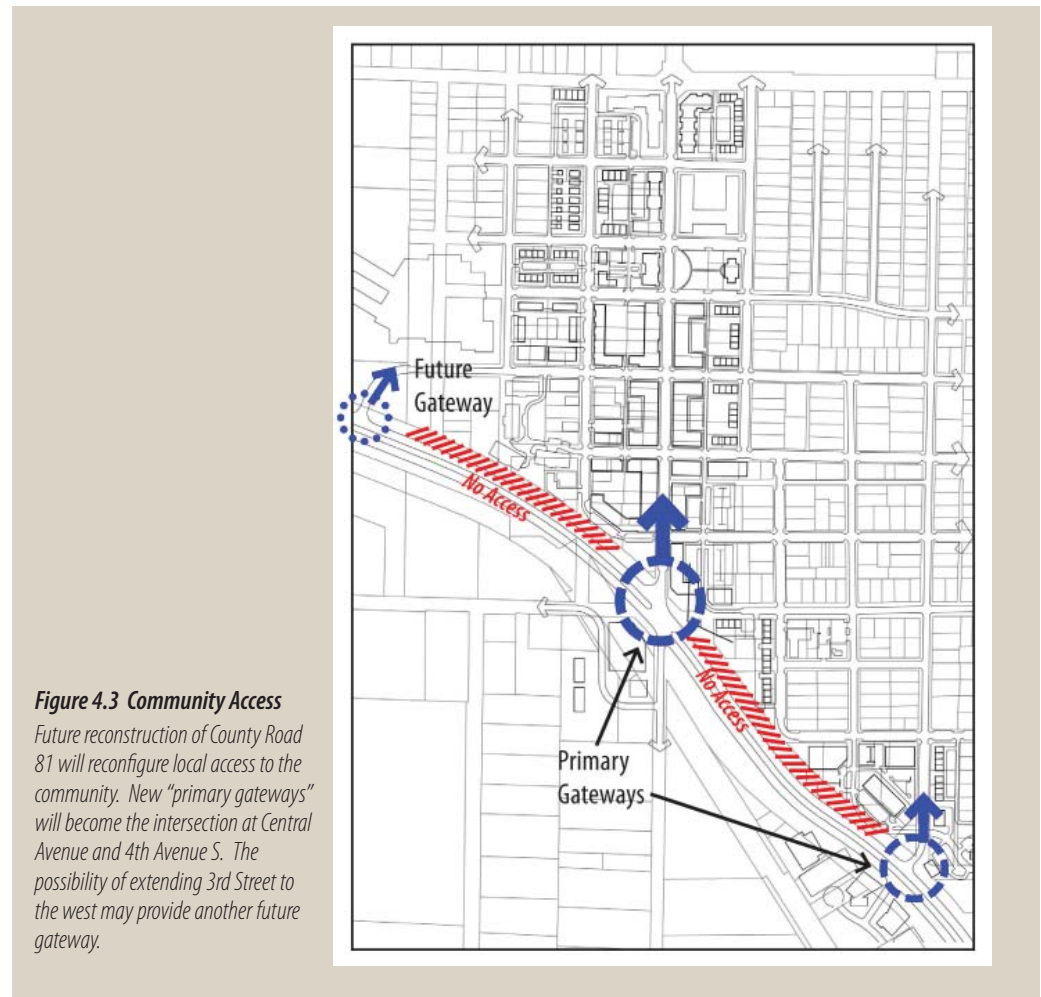 Future
Gateway
No Access
No Access
Primary
Gateways
Figure 4.3 Community Access
Future reconstruction of County Road
81 will reconfigure local access to the
community. New “primary gateways”
will become the intersection at Central
Avenue and 4th Avenue S. The
possibility of extending 3rd Street to
the west may provide another future
gateway.